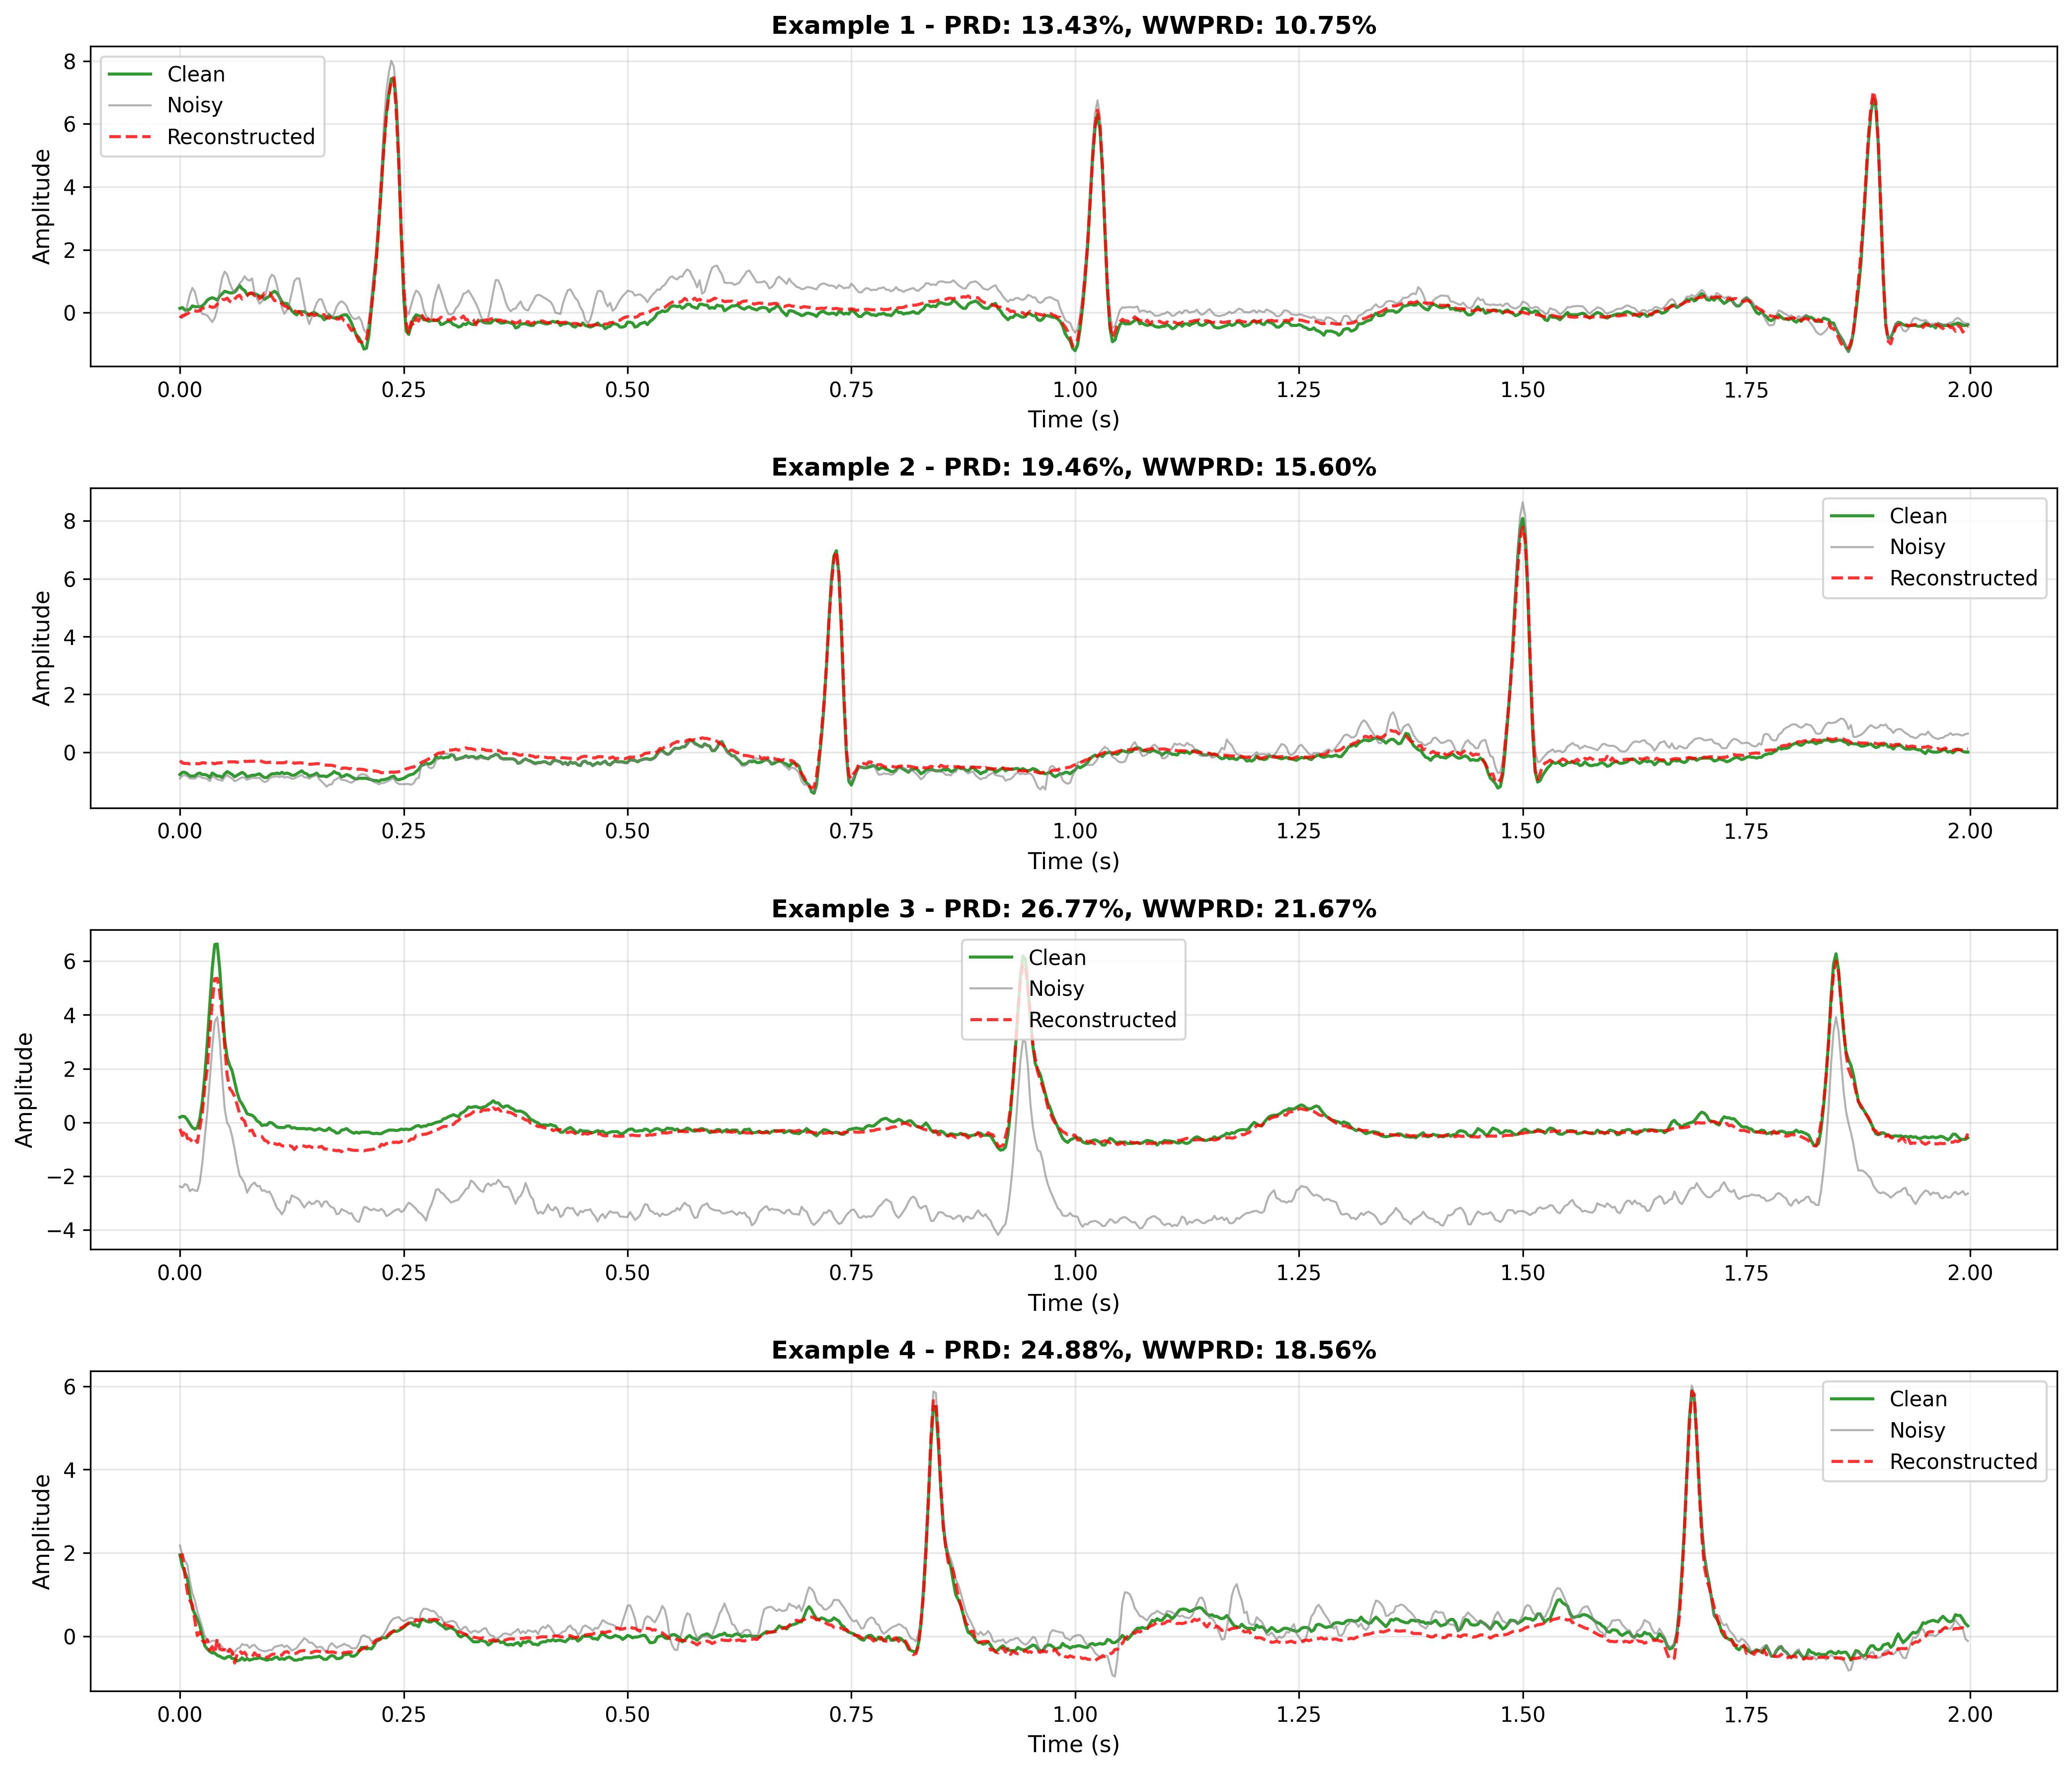 Example 1 - PRD: 13.43%, WWPRD: 10.75%
Amplitude
8
6
4
2
0
Clean
Noisy
Reconstructed
0.00 0.25 0.50 0.75 1.00 1.25 1.50 1.75 2.00
Time (s)
Example 2 - PRD: 19.46%, WWPRD: 15.60%
Amplitude
8
6
4
2
0
Clean
Noisy
Reconstructed
0.00 0.25 0.50 0.75 1.00 1.25 1.50 1.75 2.00
Time (s)
Example 3 - PRD: 26.77%, WWPRD: 21.67%
Amplitude
6
4
2
0
−2
−4
Clean
Noisy
Reconstructed
0.00 0.25 0.50 0.75 1.00 1.25 1.50 1.75 2.00
Time (s)
Example 4 - PRD: 24.88%, WWPRD: 18.56%
Amplitude
6
4
2
0
Clean
Noisy
Reconstructed
0.00 0.25 0.50 0.75 1.00 1.25 1.50 1.75 2.00
Time (s)